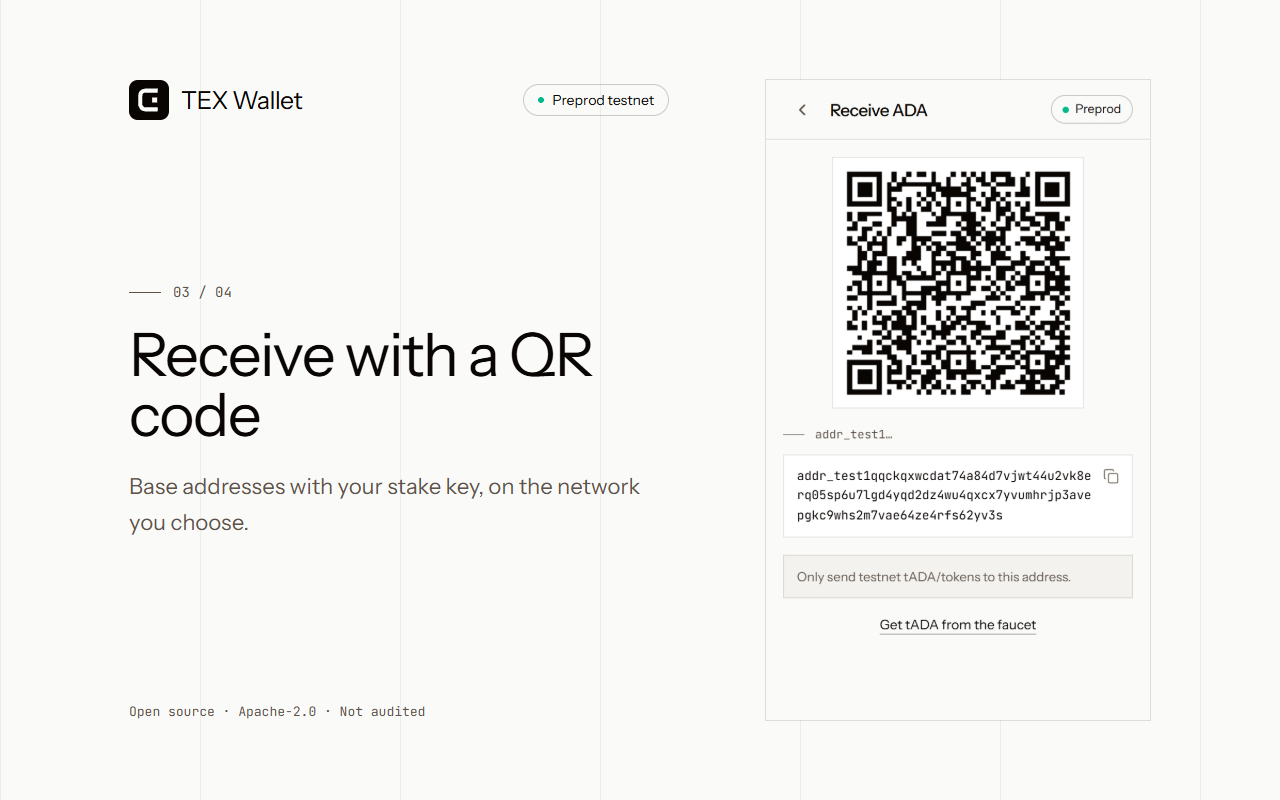 TEX Wallet
Preprod testnet
03 / 04
Receive with a QR
code
Base addresses with your stake key, on the network
you choose.
Open source · Apache-2.0 · Not audited
Receive ADA
Preprod
addr_test1…
addr_test1qqckqxwcdat74a84d7vjwt44u2vk8e
rq05sp6u7lgd4yqd2dz4wu4qxcx7yvumhrjp3ave
pgkc9whs2m7vae64ze4rfs62yv3s
Only send testnet tADA/tokens to this address.
Get tADA from the faucet